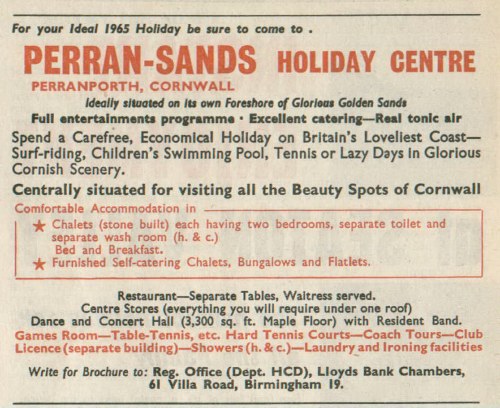 For your Ideal 1965 Holiday be sure to come to .
PERRAN-SANDS HOLIDAY CENTRE
PERRANPORTH, CORNWALL
Ideally situated on its own Foreshore of Glorious Golden Sands
Full entertainments programme · Excellent catering—Real tonic air
Spend a Carefree, Economical Holiday on Britain's Loveliest Coast—
Surf-riding, Children's Swimming Pool, Tennis or Lazy Days in Glorious
Cornish Scenery.
Centrally situated for visiting all the Beauty Spots of Cornwall
Comfortable Accommodation in
★ Chalets (stone built) each having two bedrooms, separate toilet and
separate wash room (h. & c.)
Bed and Breakfast.
★ Furnished Self-catering Chalets, Bungalows and Flatlets.
Restaurant—Separate Tables, Waitress served.
Centre Stores (everything you will require under one roof)
Dance and Concert Hall (3,300 sq. ft. Maple Floor) with Resident Band.
Games Room—Table-Tennis, etc. Hard Tennis Courts—Coach Tours—Club
Licence (separate building)—Showers (h. & c.)—Laundry and Ironing facilities
Write for Brochure to: Reg. Office (Dept. HCD), Lloyds Bank Chambers,
61 Villa Road, Birmingham 19.